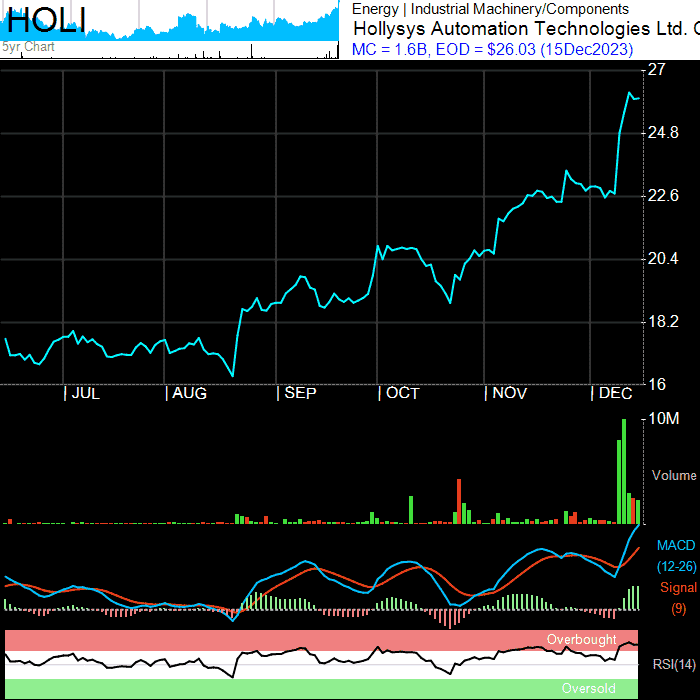 HOLI
5yr Chart
Energy | Industrial Machinery/Components
Hollysys Automation Technologies Ltd. C
MC = 1.6B, EOD = $26.03 (15Dec2023)
27
24.8
22.6
20.4
18.2
16
| JUL | AUG | SEP | OCT | NOV | DEC
10M
Volume
MACD
(12-26)
Signal
(9)
Overbought
RSI(14)
Oversold